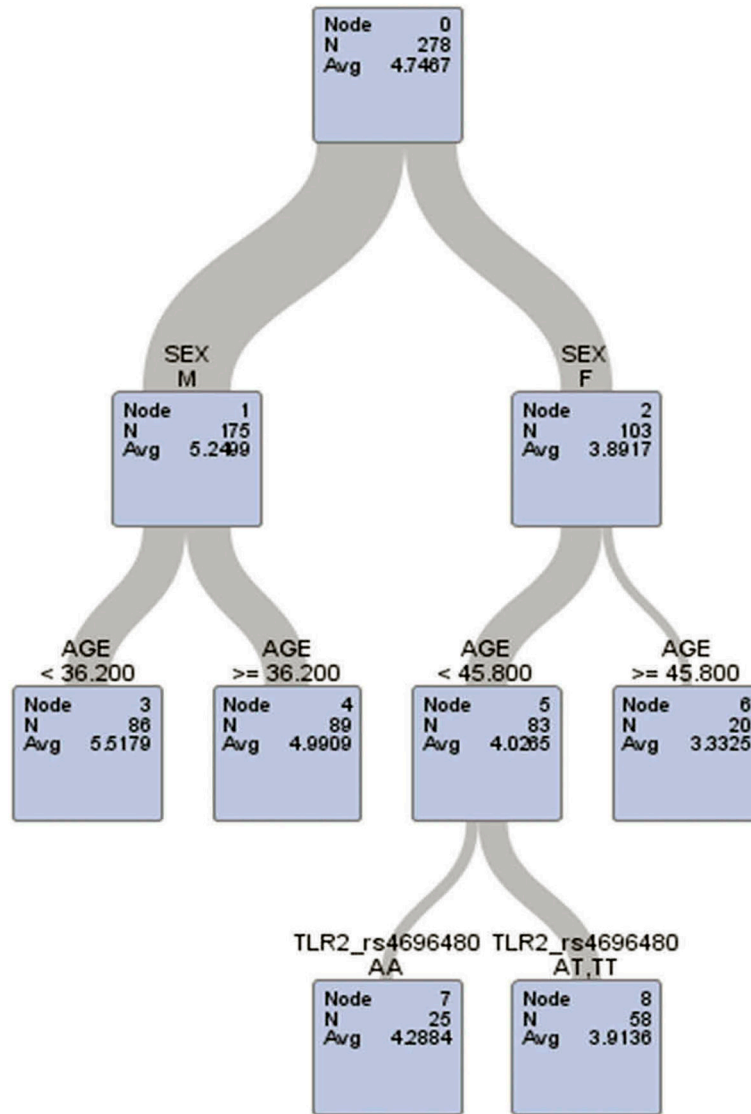 Node 0
N 278
Avg 4.7467
SEX
M
SEX
F
Node 1
N 175
Avg 5.2499
Node 2
N 103
Avg 3.8917
AGE
< 36.200
AGE
>= 36.200
AGE
< 45.800
AGE
>= 45.800
Node 3
N 86
Avg 5.5179
Node 4
N 89
Avg 4.9909
Node 5
N 83
Avg 4.0265
Node 6
N 20
Avg 3.3325
TLR2_rs4696480
AA
TLR2_rs4696480
AT,TT
Node 7
N 25
Avg 4.2884
Node 8
N 58
Avg 3.9136